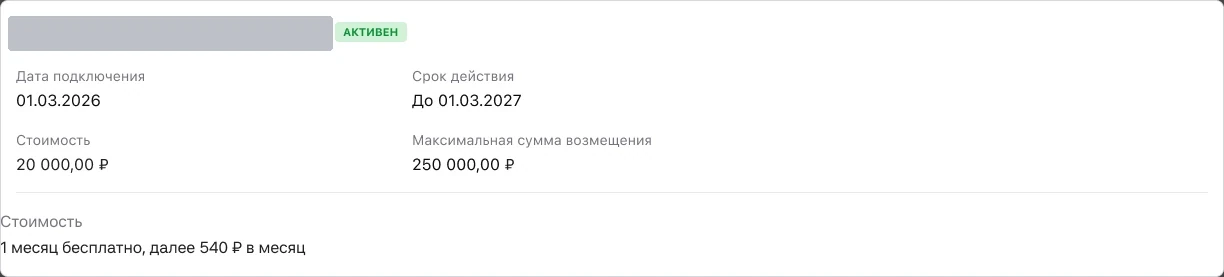 АКТИВЕН
Дата подключения
Срок действия
01.03.2026
До 01.03.2027
Стоимость
Максимальная сумма возмещения
20 000,00 ₽
250 000,00 ₽
Стоимость
1 месяц бесплатно, далее 540 ₽ в месяц